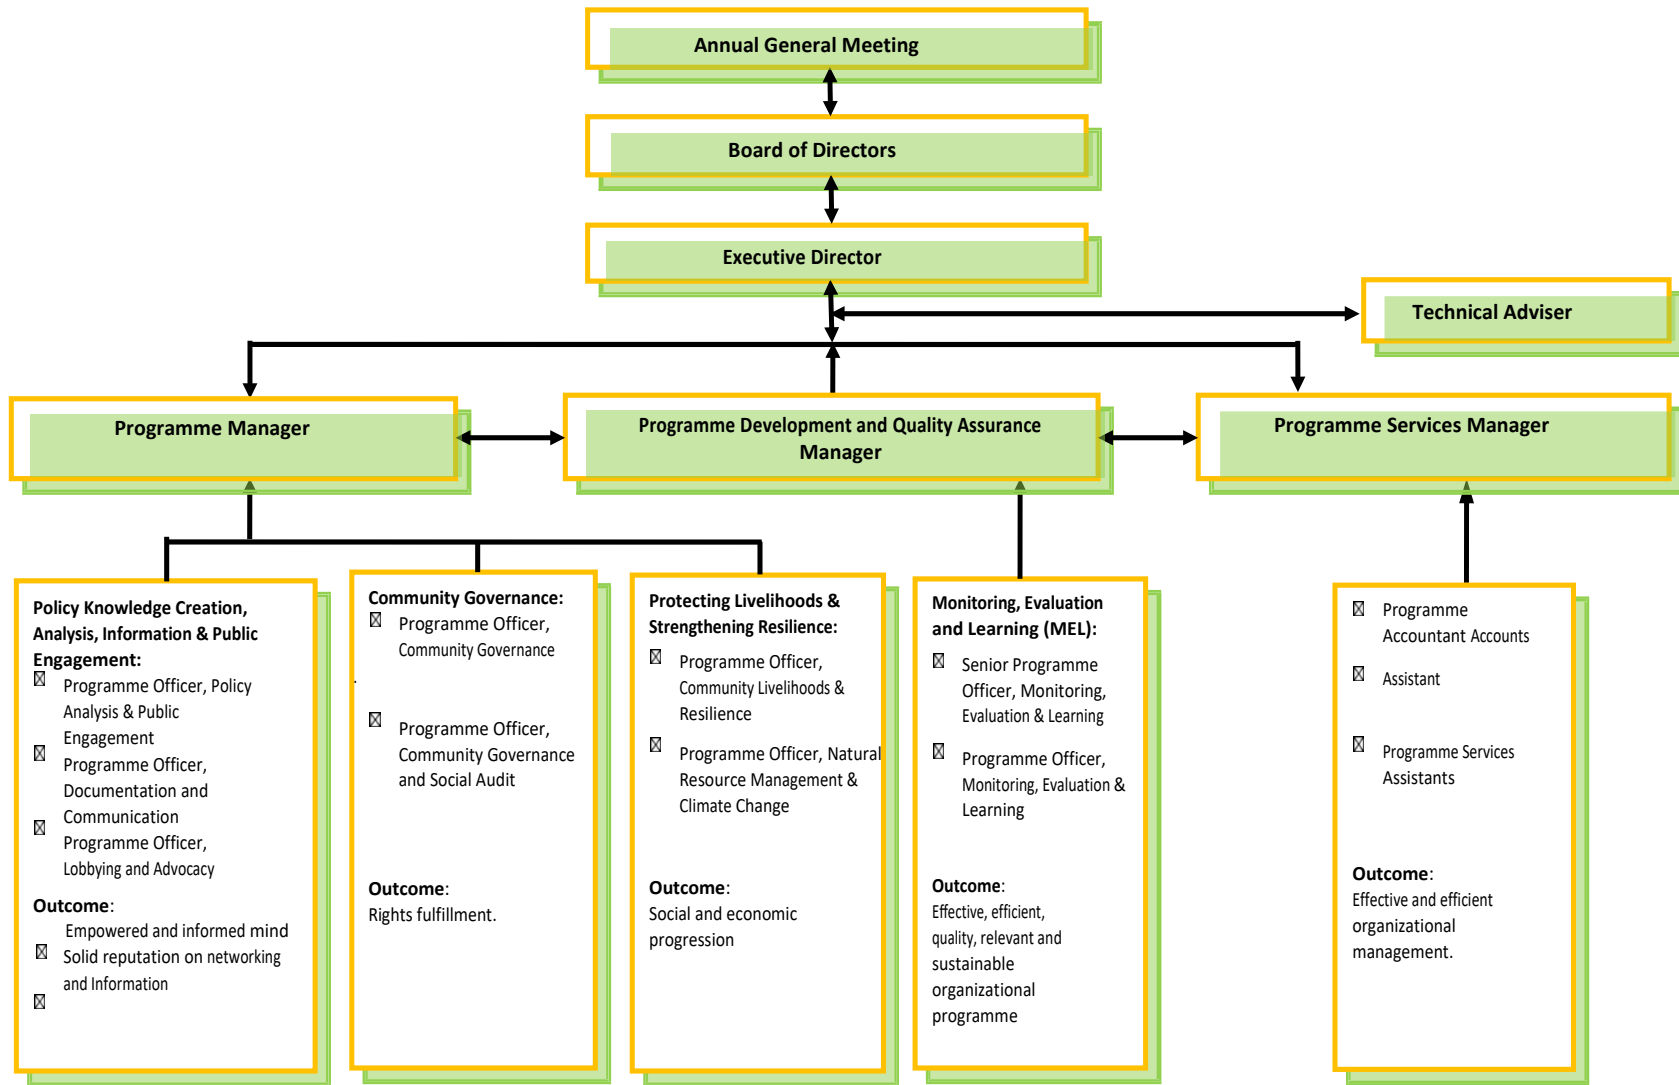 Annual General Meeting
Board of Directors
Executive Director
Technical Adviser
Programme Manager
Programme Development and Quality Assurance
Manager
Programme Services Manager
Policy Knowledge Creation,
Analysis, Information & Public
Engagement:
Programme Officer, Policy
Analysis & Public
Engagement
Programme Officer,
Documentation and
Communication
Programme Officer,
Lobbying and Advocacy
Outcome:
Empowered and informed mind
Solid reputation on networking
and Information
Community Governance:
Programme Officer,
Community Governance
Programme Officer,
Community Governance
and Social Audit
Outcome:
Rights fulfillment.
Protecting Livelihoods &
Strengthening Resilience:
Programme Officer,
Community Livelihoods &
Resilience
Programme Officer, Natural
Resource Management &
Climate Change
Outcome:
Social and economic
progression
Monitoring, Evaluation
and Learning (MEL):
Senior Programme
Officer, Monitoring,
Evaluation & Learning
Programme Officer,
Monitoring, Evaluation &
Learning
Outcome:
Effective, efficient,
quality, relevant and
sustainable
organizational
programme
Programme
Accountant Accounts
Assistant
Programme Services
Assistants
Outcome:
Effective and efficient
organizational
management.